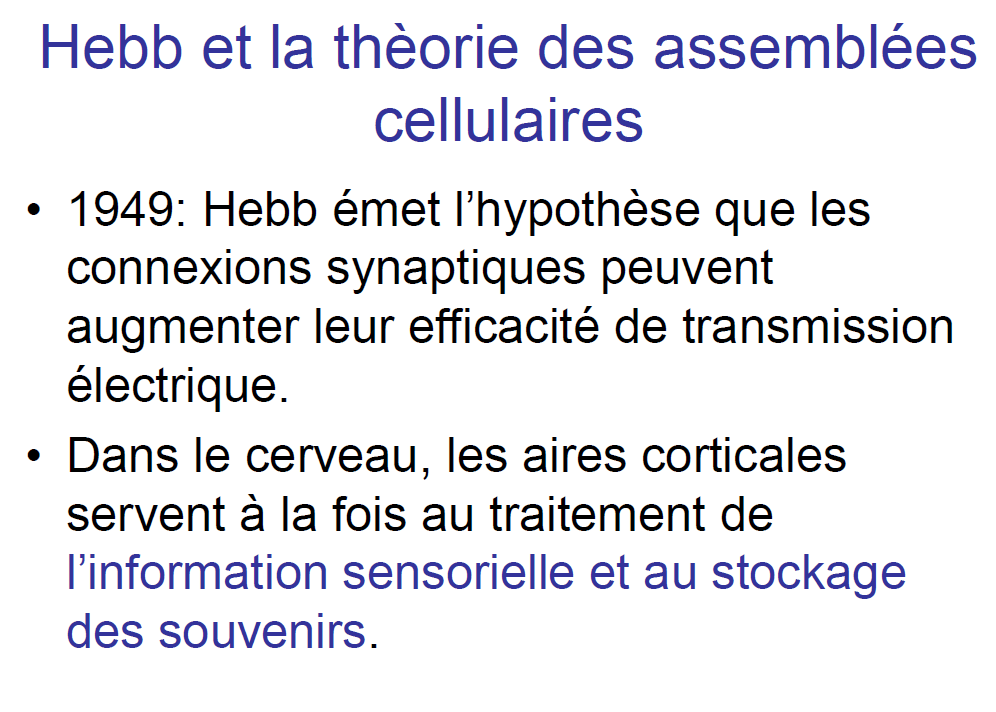 Hebb et la thèorie des assemblées
cellulaires
• 1949: Hebb émet l’hypothèse que les
connexions synaptiques peuvent
augmenter leur efficacité de transmission
électrique.
• Dans le cerveau, les aires corticales
servent à la fois au traitement de
l’information sensorielle et au stockage
des souvenirs.